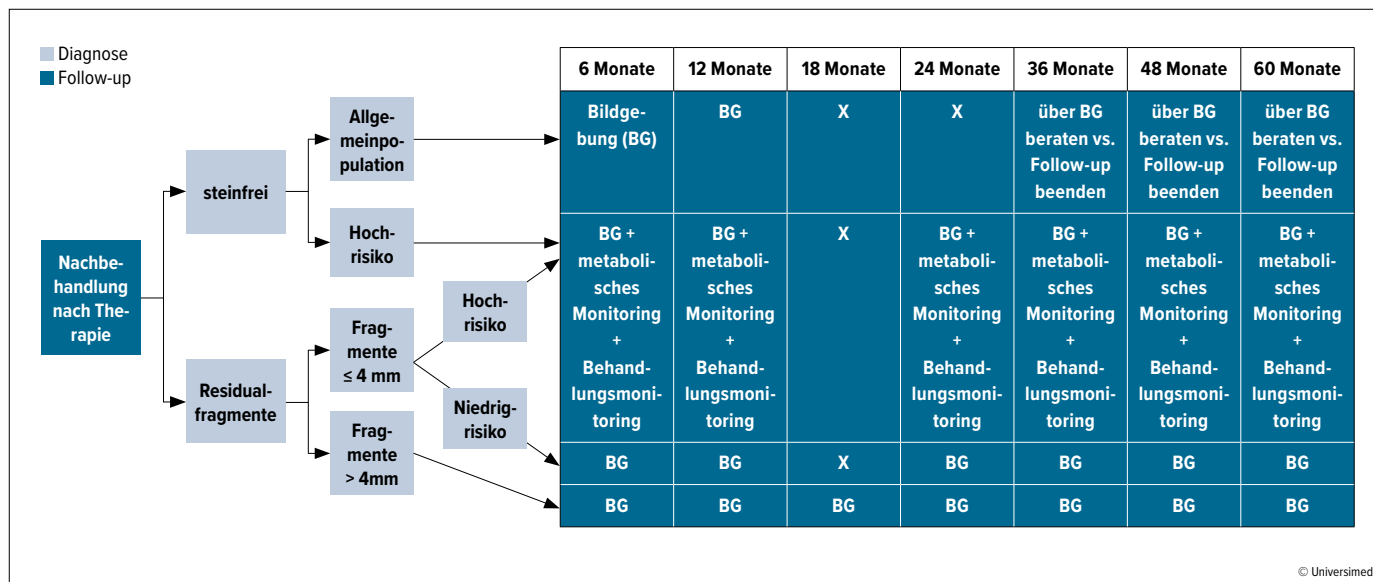 Diagnose
Follow-up
Nachbe-
handlung
nach The-
rapie
steinfrei
Residual-
fragmente
Allge-
meinpo-
pulation
Hoch-
risiko
Frag-
mente
≤ 4 mm
Frag-
mente
> 4mm
Hoch-
risiko
Niedrig-
risiko
6 Monate 12 Monate 18 Monate 24 Monate 36 Monate 48 Monate 60 Monate
Bildge- BG X X über BG über BG über BG
bung (BG) beraten vs. beraten vs. beraten vs.
Follow-up Follow-up Follow-up
beenden beenden beenden
BG + BG + X BG + BG + BG + BG +
metaboli- metaboli- metaboli- metaboli- metaboli- metaboli-
sches sches sches sches sches sches
Monitoring Monitoring Monitoring Monitoring Monitoring Monitoring
+ + + + + +
Behand- Behand- Behand- Behand- Behand- Behand-
lungsmoni- lungsmoni- lungsmoni- lungsmoni- lungsmoni- lungsmoni-
toring toring toring toring toring toring
BG BG X BG BG BG BG
BG BG BG BG BG BG BG
© Universimed